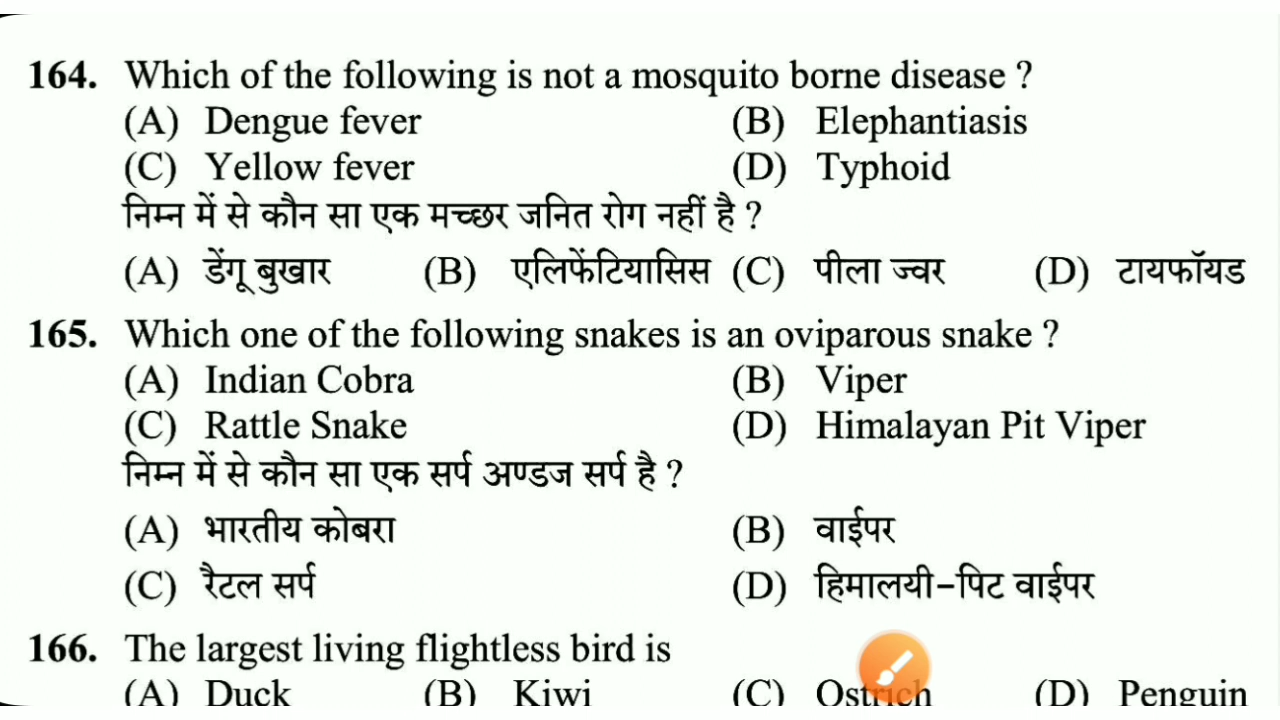 164. Which of the following is not a mosquito borne disease ?
(A) Dengue fever (B) Elephantiasis
(C) Yellow fever (D) Typhoid
निम्न में से कौन सा एक मच्छर जनित रोग नहीं है ?
(A) डेंगू बुखार (B) एलिफेंटियासिस (C) पीला ज्वर (D) टायफॉयड
165. Which one of the following snakes is an oviparous snake ?
(A) Indian Cobra (B) Viper
(C) Rattle Snake (D) Himalayan Pit Viper
निम्न में से कौन सा एक सर्प अण्डज सर्प है ?
(A) भारतीय कोबरा (B) वाईपर
(C) रैटल सर्प (D) हिमालयी-पिट वाईपर
166. The largest living flightless bird is
(A) Duck (B) Kiwi (C) Ostrich (D) Penguin